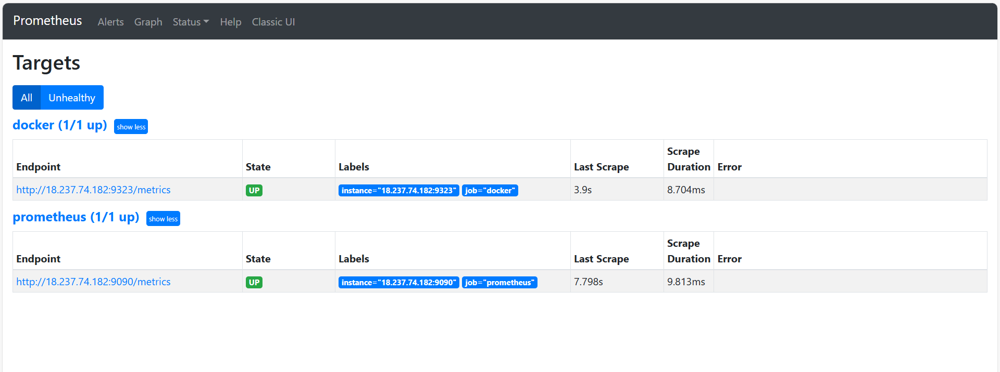 Prometheus Alerts Graph Status Help Classic UI
Targets
All Unhealthy
docker (1/1 up) show less
Endpoint State Labels Last Scrape Scrape Duration Error
http://18.237.74.182:9323/metrics UP instance="18.237.74.182:9323" job="docker" 3.9s 8.704ms
prometheus (1/1 up) show less
Endpoint State Labels Last Scrape Scrape Duration Error
http://18.237.74.182:9090/metrics UP instance="18.237.74.182:9090" job="prometheus" 7.798s 9.813ms